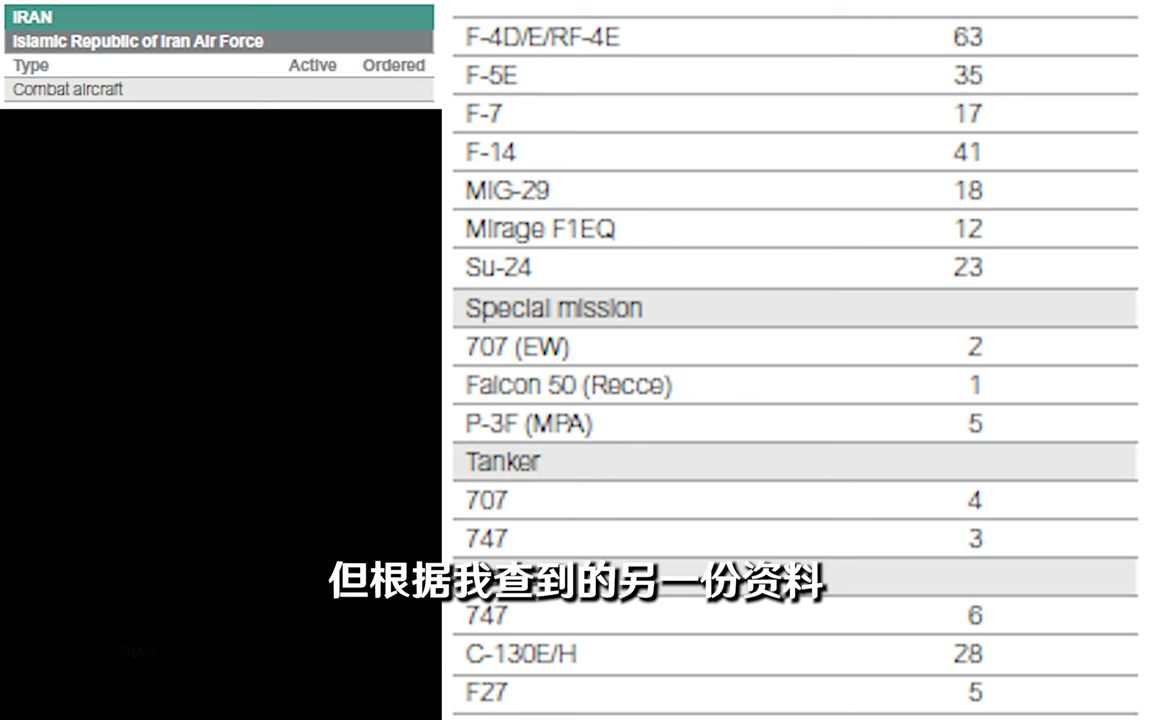 IRAN
Islamic Republic of Iran Air Force
Type Active Ordered
Combat aircraft
F-4D/E/RF-4E 63
F-5E 35
F-7 17
F-14 41
MIG-29 18
Mirage F1EQ 12
Su-24 23
Special mission
707 (EW) 2
Falcon 50 (Recce) 1
P-3F (MPA) 5
Tanker
707 4
747 3
但根据我查到的另一份资料
747 6
C-130E/H 28
F27 5